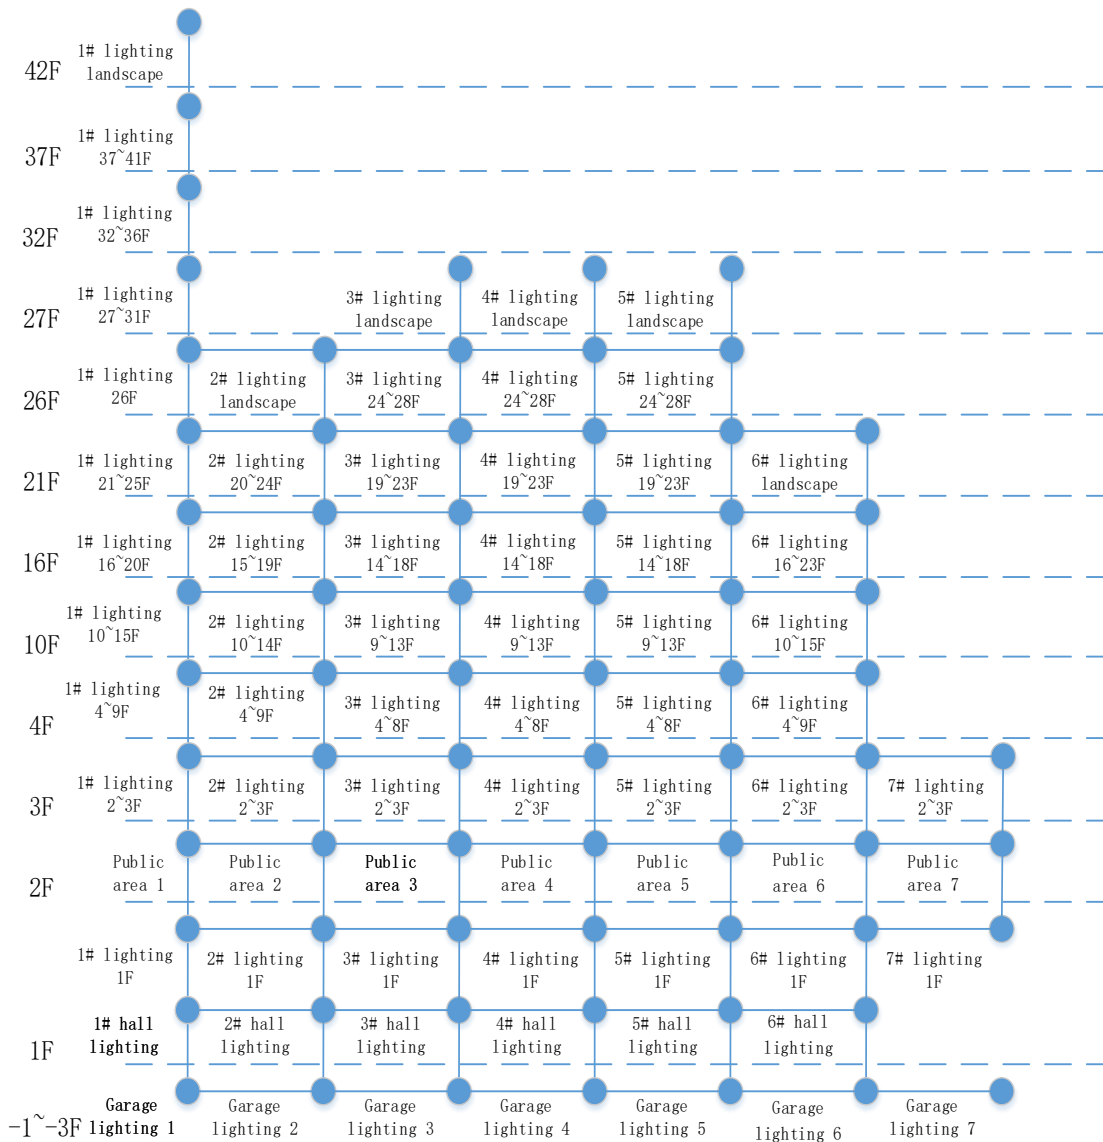 42F
1# lighting
landscape
37F
1# lighting
37~41F
32F
1# lighting
32~36F
27F
1# lighting
27~31F
3# lighting
landscape
4# lighting
landscape
5# lighting
landscape
26F
1# lighting
26F
2# lighting
landscape
3# lighting
24~28F
4# lighting
24~28F
5# lighting
24~28F
21F
1# lighting
21~25F
2# lighting
20~24F
3# lighting
19~23F
4# lighting
19~23F
5# lighting
19~23F
6# lighting
landscape
16F
1# lighting
16~20F
2# lighting
15~19F
3# lighting
14~18F
4# lighting
14~18F
5# lighting
14~18F
6# lighting
16~23F
10F
1# lighting
10~15F
2# lighting
10~14F
3# lighting
9~13F
4# lighting
9~13F
5# lighting
9~13F
6# lighting
10~15F
4F
1# lighting
4~9F
2# lighting
4~9F
3# lighting
4~8F
4# lighting
4~8F
5# lighting
4~8F
6# lighting
4~9F
3F
1# lighting
2~3F
2# lighting
2~3F
3# lighting
2~3F
4# lighting
2~3F
5# lighting
2~3F
6# lighting
2~3F
7# lighting
2~3F
2F
Public
area 1
Public
area 2
Public
area 3
Public
area 4
Public
area 5
Public
area 6
Public
area 7
1# lighting
1F
2# lighting
1F
3# lighting
1F
4# lighting
1F
5# lighting
1F
6# lighting
1F
7# lighting
1F
1F
1# hall
lighting
2# hall
lighting
3# hall
lighting
4# hall
lighting
5# hall
lighting
6# hall
lighting
-1~-3F
Garage
lighting 1
Garage
lighting 2
Garage
lighting 3
Garage
lighting 4
Garage
lighting 5
Garage
lighting 6
Garage
lighting 7